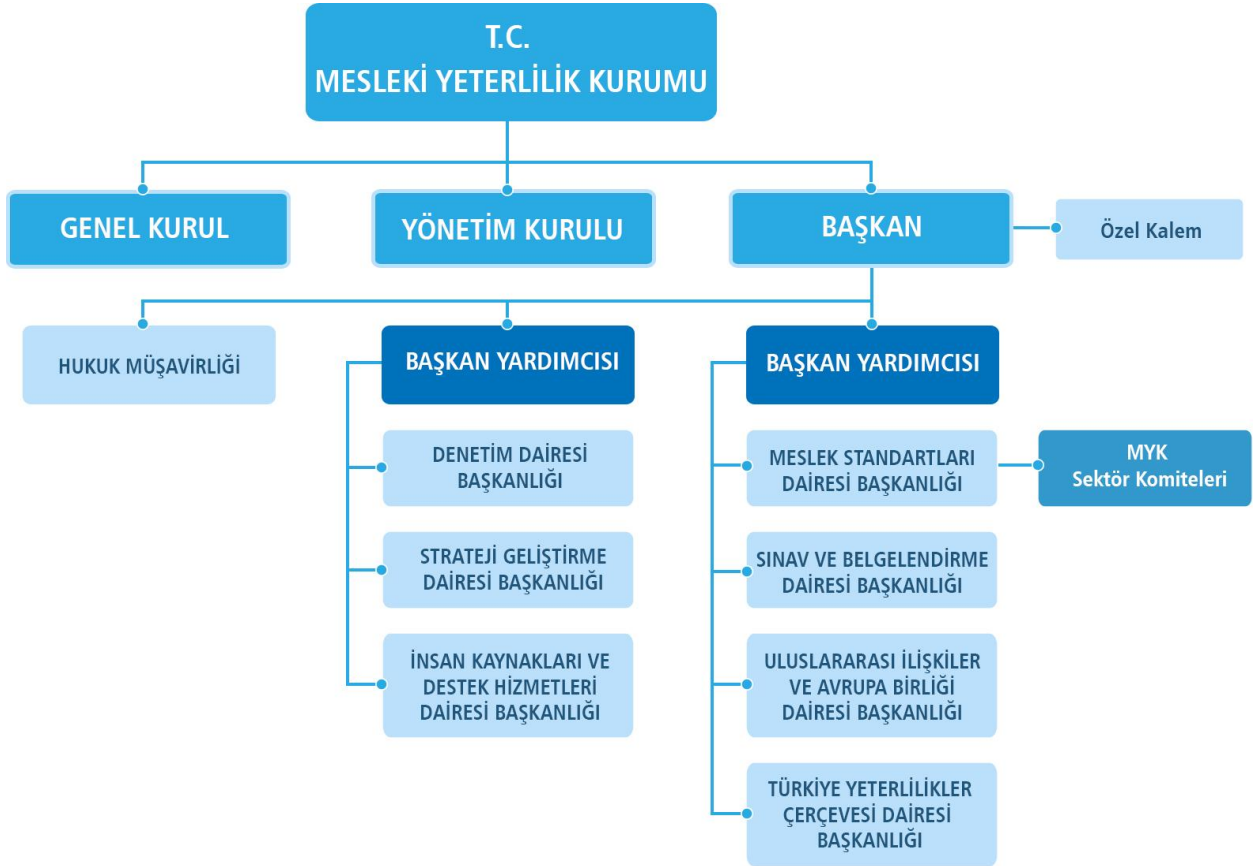 T.C.
MESLEKİ YETERLİLİK KURUMU
GENEL KURUL
YÖNETİM KURULU
BAŞKAN
Özel Kalem
HUKUK MÜŞAVİRLİĞİ
BAŞKAN YARDIMCISI
DENETİM DAİRESİ
BAŞKANLIĞI
STRATEJİ GELİŞTİRME
DAİRESİ BAŞKANLIĞI
İNSAN KAYNAKLARI VE
DESTEK HİZMETLERİ
DAİRESİ BAŞKANLIĞI
BAŞKAN YARDIMCISI
MESLEK STANDARTLARI
DAİRESİ BAŞKANLIĞI
MYK
Sektör Komiteleri
SINAV VE BELGELENDİRME
DAİRESİ BAŞKANLIĞI
ULUSLARARASI İLİŞKİLER
VE AVRUPA BİRLİĞİ
DAİRESİ BAŞKANLIĞI
TÜRKİYE YETERLİLİKLER
ÇERÇEVESİ DAİRESİ
BAŞKANLIĞI